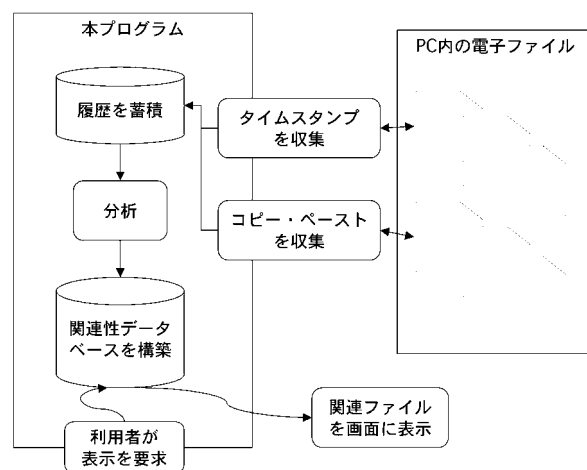 本プログラム
PC内の電子ファイル
履歴を蓄積
タイムスタンプ
を収集
分析
コピー・ペースト
を収集
関連性データ
ベースを構築
関連ファイル
を画面に表示
利用者が
表示を要求